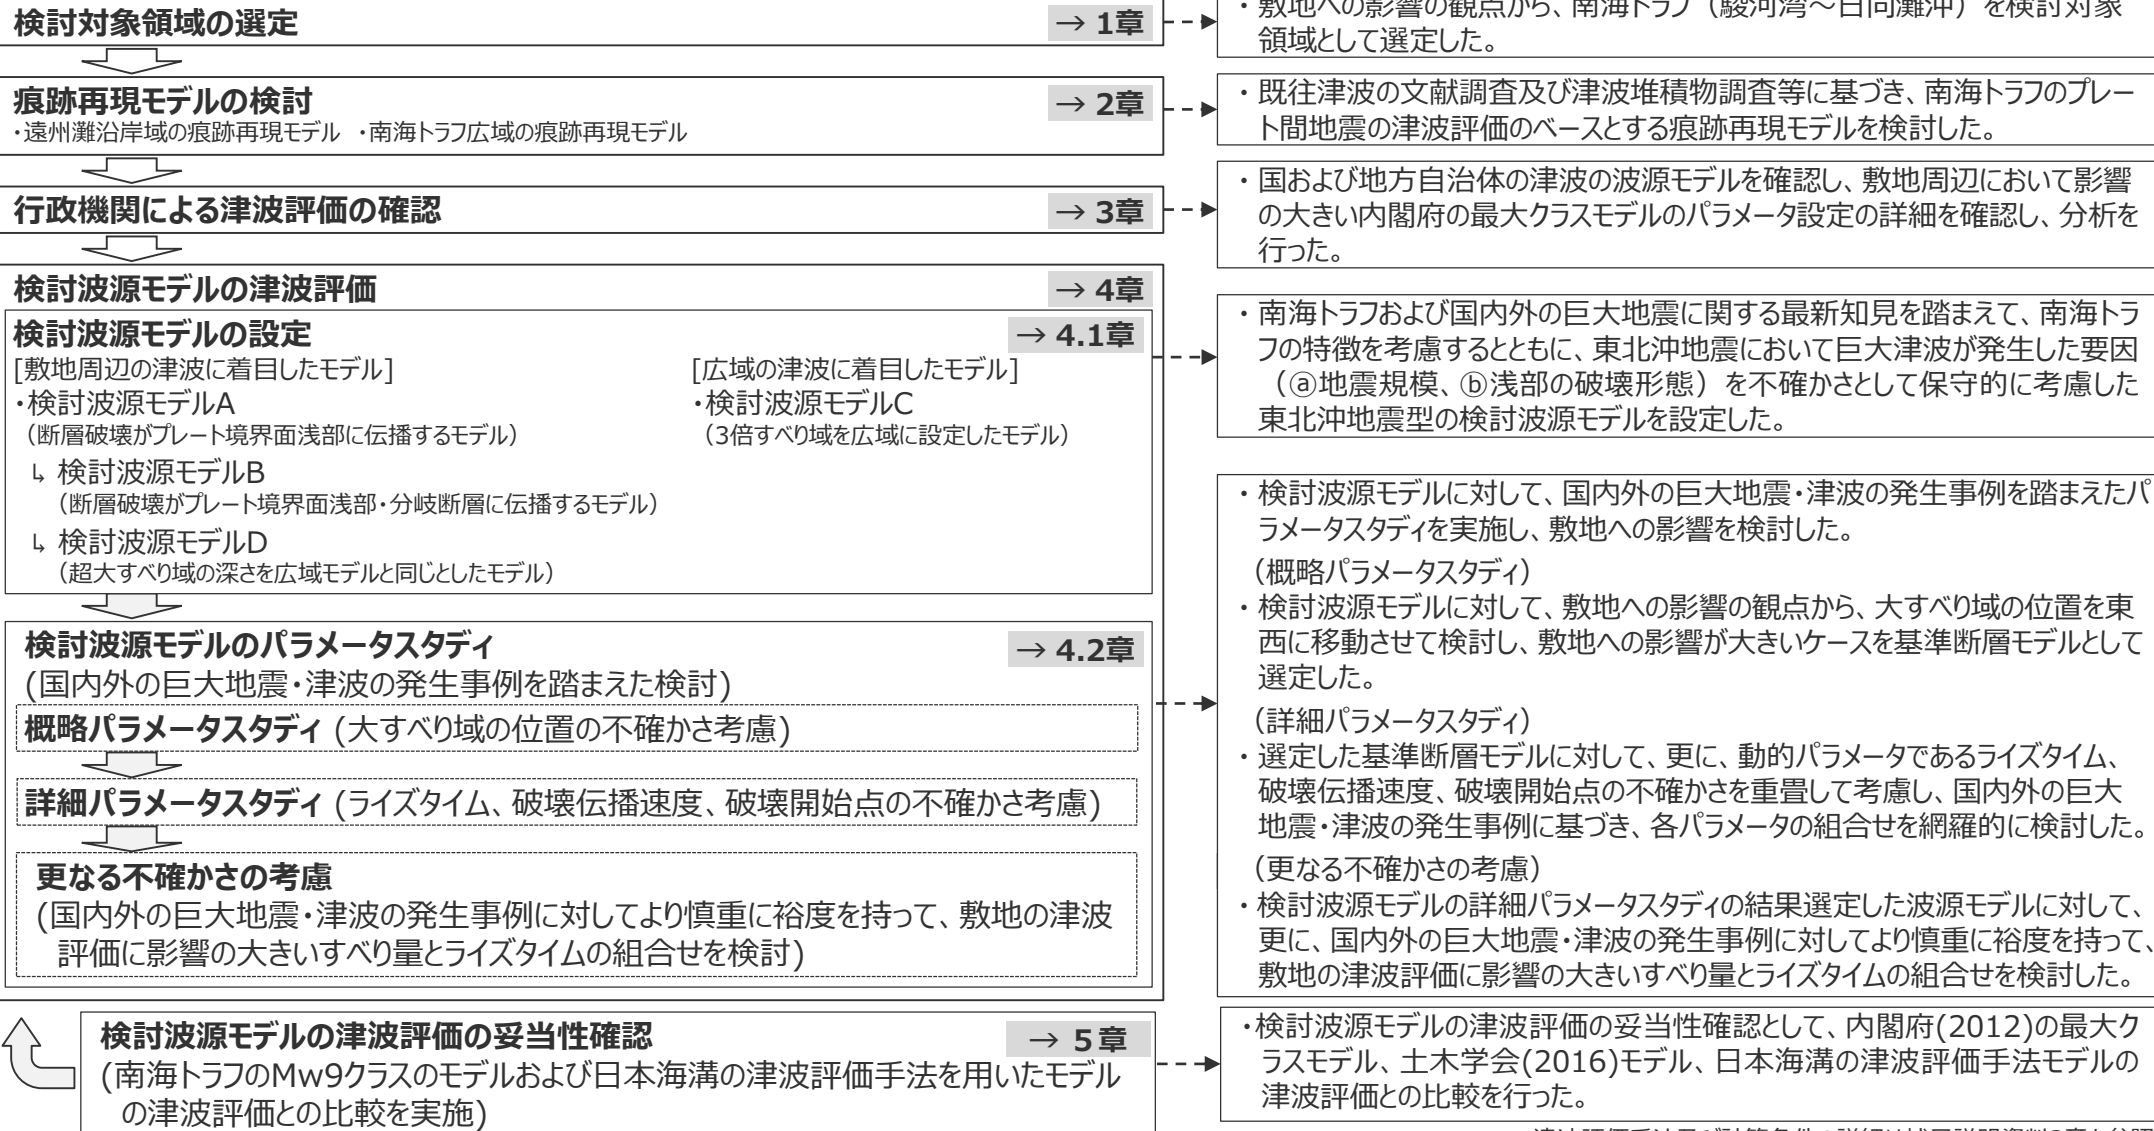 検討対象領域の選定
→ 1章
・敷地への影響の観点から、南海トラフ（駿河湾～日向灘沖）を検討対象
領域として選定した。
痕跡再現モデルの検討
→ 2章
・遠州灘沿岸域の痕跡再現モデル ・南海トラフ広域の痕跡再現モデル
・既往津波の文献調査及び津波堆積物調査等に基づき、南海トラフのプレー
ト間地震の津波評価のベースとする痕跡再現モデルを検討した。
行政機関による津波評価の確認
→ 3章
・国および地方自治体の津波の波源モデルを確認し、敷地周辺において影響
の大きい内閣府の最大クラスモデルのパラメータ設定の詳細を確認し、分析を
行った。
検討波源モデルの津波評価
→ 4章
検討波源モデルの設定
→ 4.1章
[敷地周辺の津波に着目したモデル]
・検討波源モデルA
（断層破壊がプレート境界面浅部に伝播するモデル）
↳ 検討波源モデルB
（断層破壊がプレート境界面浅部・分岐断層に伝播するモデル）
↳ 検討波源モデルD
（超大すべり域の深さを広域モデルと同じとしたモデル）
[広域の津波に着目したモデル]
・検討波源モデルC
（3倍すべり域を広域に設定したモデル）
・南海トラフおよび国内外の巨大地震に関する最新知見を踏まえて、南海トラ
フの特徴を考慮するとともに、東北沖地震において巨大津波が発生した要因
（ⓐ地震規模、ⓑ浅部の破壊形態）を不確かさとして保守的に考慮した
東北沖地震型の検討波源モデルを設定した。
検討波源モデルのパラメータスタディ
→ 4.2章
(国内外の巨大地震・津波の発生事例を踏まえた検討)
概略パラメータスタディ (大すべり域の位置の不確かさ考慮)
詳細パラメータスタディ (ライズタイム、破壊伝播速度、破壊開始点の不確かさ考慮)
更なる不確かさの考慮
(国内外の巨大地震・津波の発生事例に対してより慎重に裕度を持って、敷地の津波
評価に影響の大きいすべり量とライズタイムの組合せを検討)
・検討波源モデルに対して、国内外の巨大地震・津波の発生事例を踏まえたパ
ラメータスタディを実施し、敷地への影響を検討した。
（概略パラメータスタディ）
・検討波源モデルに対して、敷地への影響の観点から、大すべり域の位置を東
西に移動させて検討し、敷地への影響が大きいケースを基準断層モデルとして
選定した。
（詳細パラメータスタディ）
・選定した基準断層モデルに対して、更に、動的パラメータであるライズタイム、
破壊伝播速度、破壊開始点の不確かさを重畳して考慮し、国内外の巨大
地震・津波の発生事例に基づき、各パラメータの組合せを網羅的に検討した。
（更なる不確かさの考慮）
・検討波源モデルの詳細パラメータスタディの結果選定した波源モデルに対して、
更に、国内外の巨大地震・津波の発生事例に対してより慎重に裕度を持って、
敷地の津波評価に影響の大きいすべり量とライズタイムの組合せを検討した。
検討波源モデルの津波評価の妥当性確認
→ 5章
(南海トラフのMw9クラスのモデルおよび日本海溝の津波評価手法を用いたモデル
の津波評価との比較を実施)
・検討波源モデルの津波評価の妥当性確認として、内閣府(2012)の最大ク
ラスモデル、土木学会(2016)モデル、日本海溝の津波評価手法モデルの
津波評価との比較を行った。